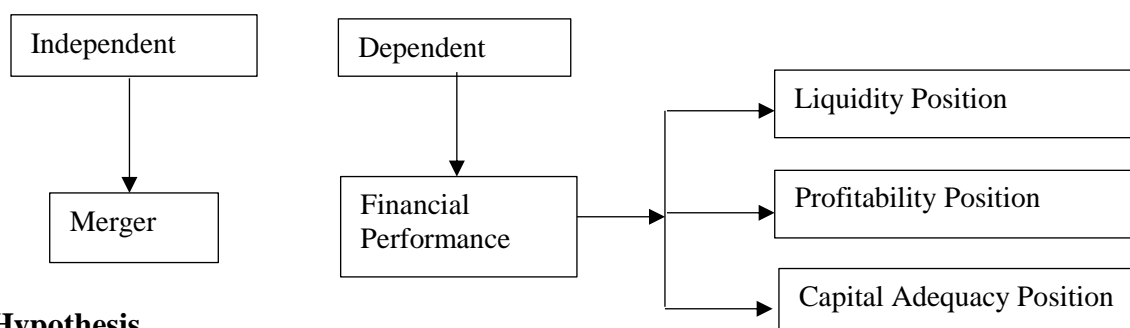 Independent
Dependent
Liquidity Position
Profitability Position
Merger
Financial
Performance
Capital Adequacy Position
Hypothesis